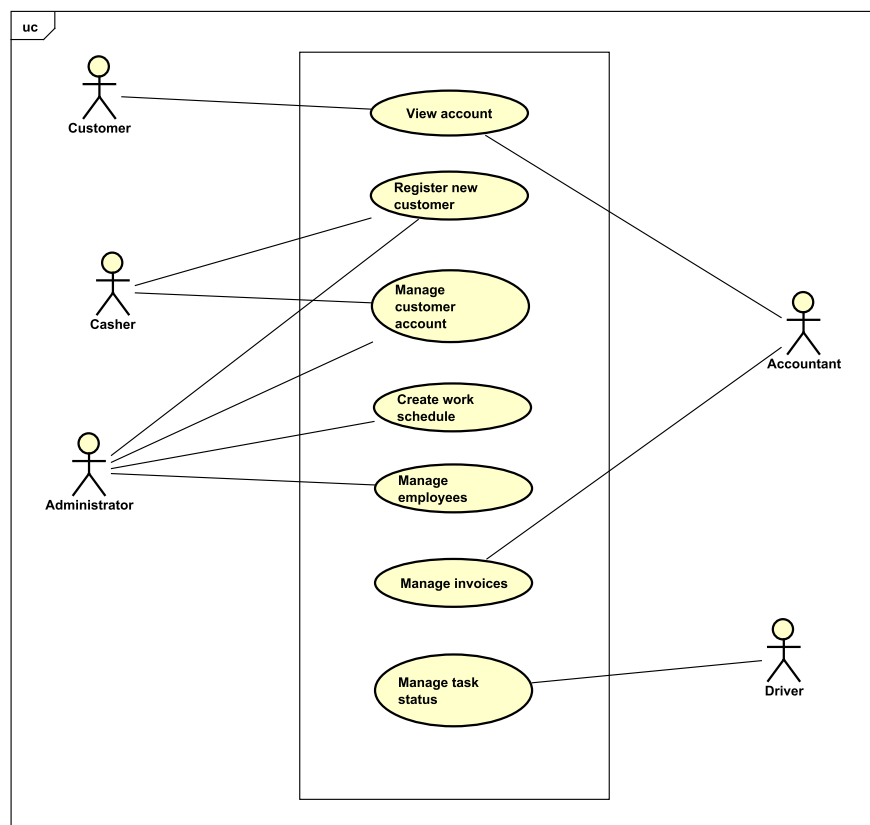 uc
Customer
View account
Register new
customer
Casher
Manage
customer
account
Accountant
Create work
schedule
Administrator
Manage
employees
Manage invoices
Manage task
status
Driver